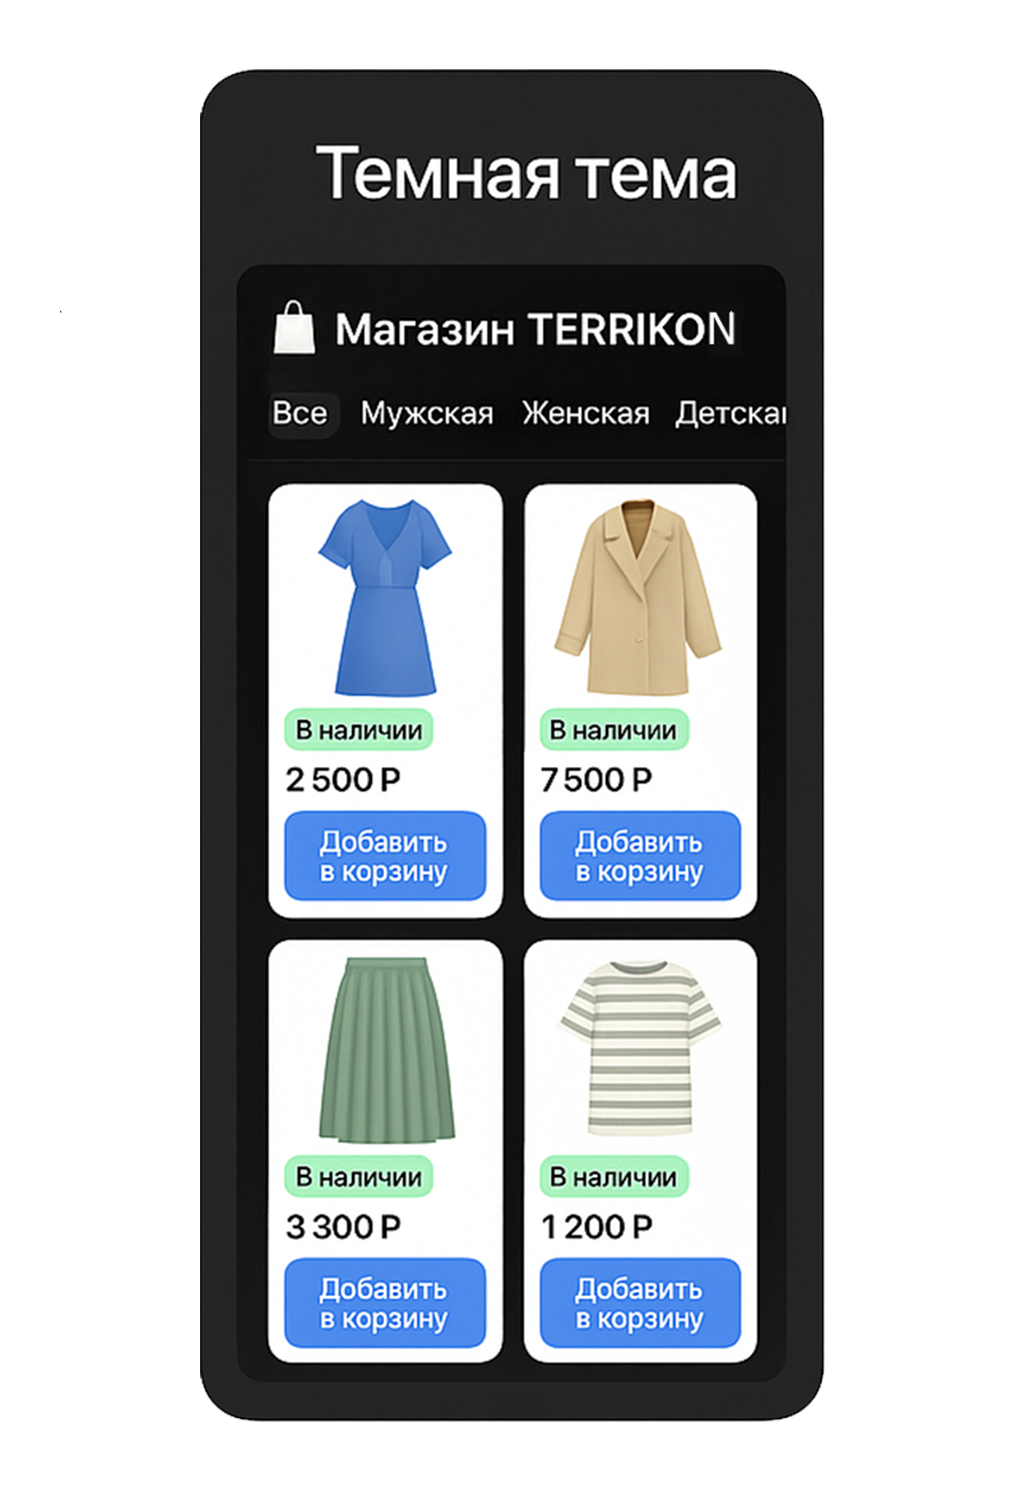 Темная тема
Магазин TERRIKON
Все Мужская Женская Детская
В наличии В наличии
2 500 Р 7 500 Р
Добавить Добавить
в корзину в корзину
В наличии В наличии
3 300 Р 1 200 Р
Добавить Добавить
в корзину в корзину